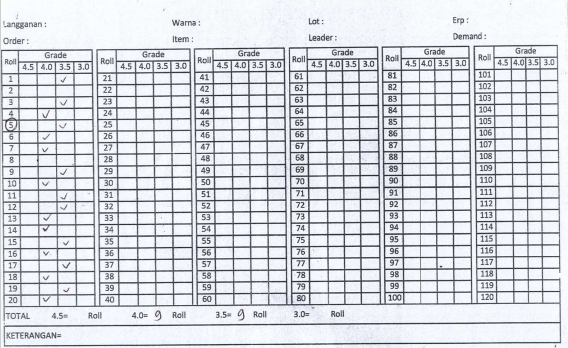 Langganan : Warna : Lot : Erp :
Order : Item : Leader : Demand :
Roll Grade Roll Grade Roll Grade Roll Grade Roll Grade Roll Grade
4.5 4.0 3.5 3.0 4.5 4.0 3.5 3.0 4.5 4.0 3.5 3.0 4.5 4.0 3.5 3.0 4.5 4.0 3.5 3.0 4.5 4.0 3.5 3.0
1 ✓ 21 41 61 81 101
2 22 42 62 82 102
3 ✓ 23 43 63 83 103
4 ✓ 24 44 64 84 104
5 ✓ 25 45 65 85 105
6 ✓ 26 46 66 86 106
7 ✓ 27 47 67 87 107
8 28 48 68 88 108
9 ✓ 29 49 69 89 109
10 ✓ 30 50 70 90 110
11 ✓ 31 51 71 91 111
12 ✓ 32 52 72 92 112
13 ✓ 33 53 73 93 113
14 ✓ 34 54 74 94 114
15 ✓ 35 55 75 95 115
16 ✓ 36 56 76 96 116
17 ✓ 37 57 77 97 117
18 ✓ 38 58 78 98 118
19 ✓ 39 59 79 99 119
20 ✓ 40 60 80 100 120
TOTAL 4.5= Roll 4.0= 9 Roll 3.5= 9 Roll 3.0= Roll
KETERANGAN=